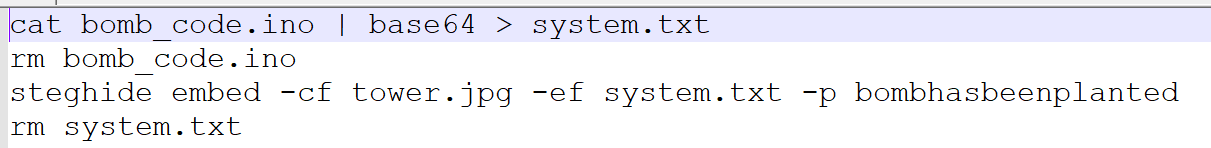 cat bomb_code.ino | base64 > system.txt
rm bomb_code.ino
steghide embed -cf tower.jpg -ef system.txt -p bombhasbeenplanted
rm system.txt